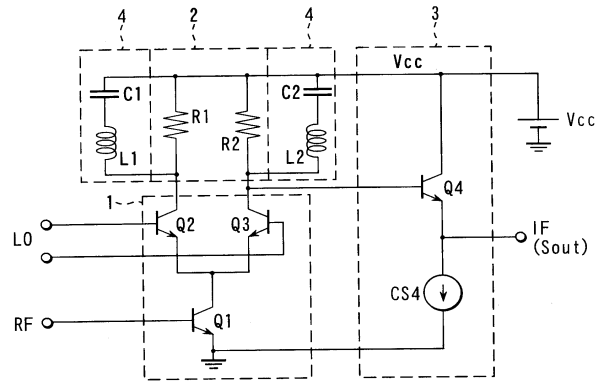 4 2 4 3
C1 R1 R2 C2 Vcc
L1 L2 Vcc
1 Q2 Q3 Q4
LO
IF
(Sout)
CS4
RF Q1